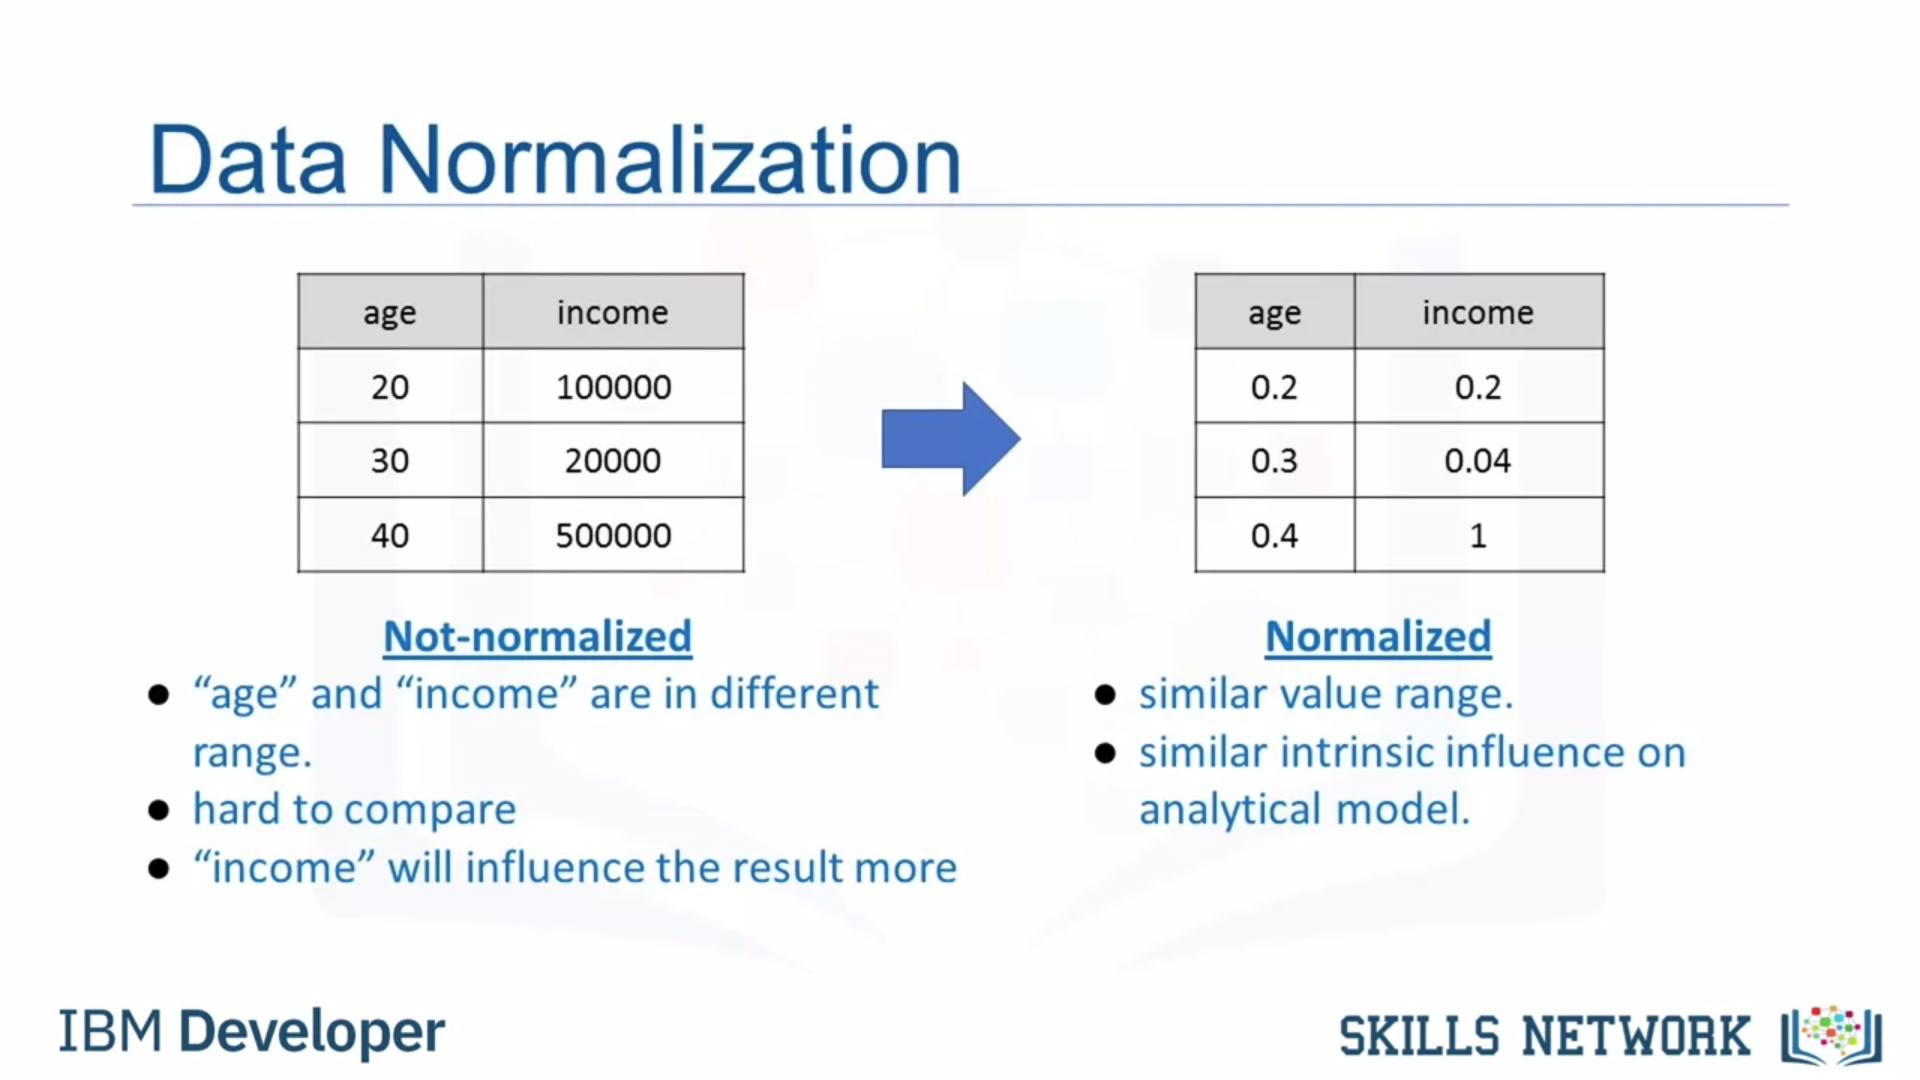 Data Normalization
age income
20 100000
30 20000
40 500000
age income
0.2 0.2
0.3 0.04
0.4 1
Not-normalized
● “age” and “income” are in different
range.
● hard to compare
● “income” will influence the result more
Normalized
● similar value range.
● similar intrinsic influence on
analytical model.
IBM Developer
SKILLS NETWORK